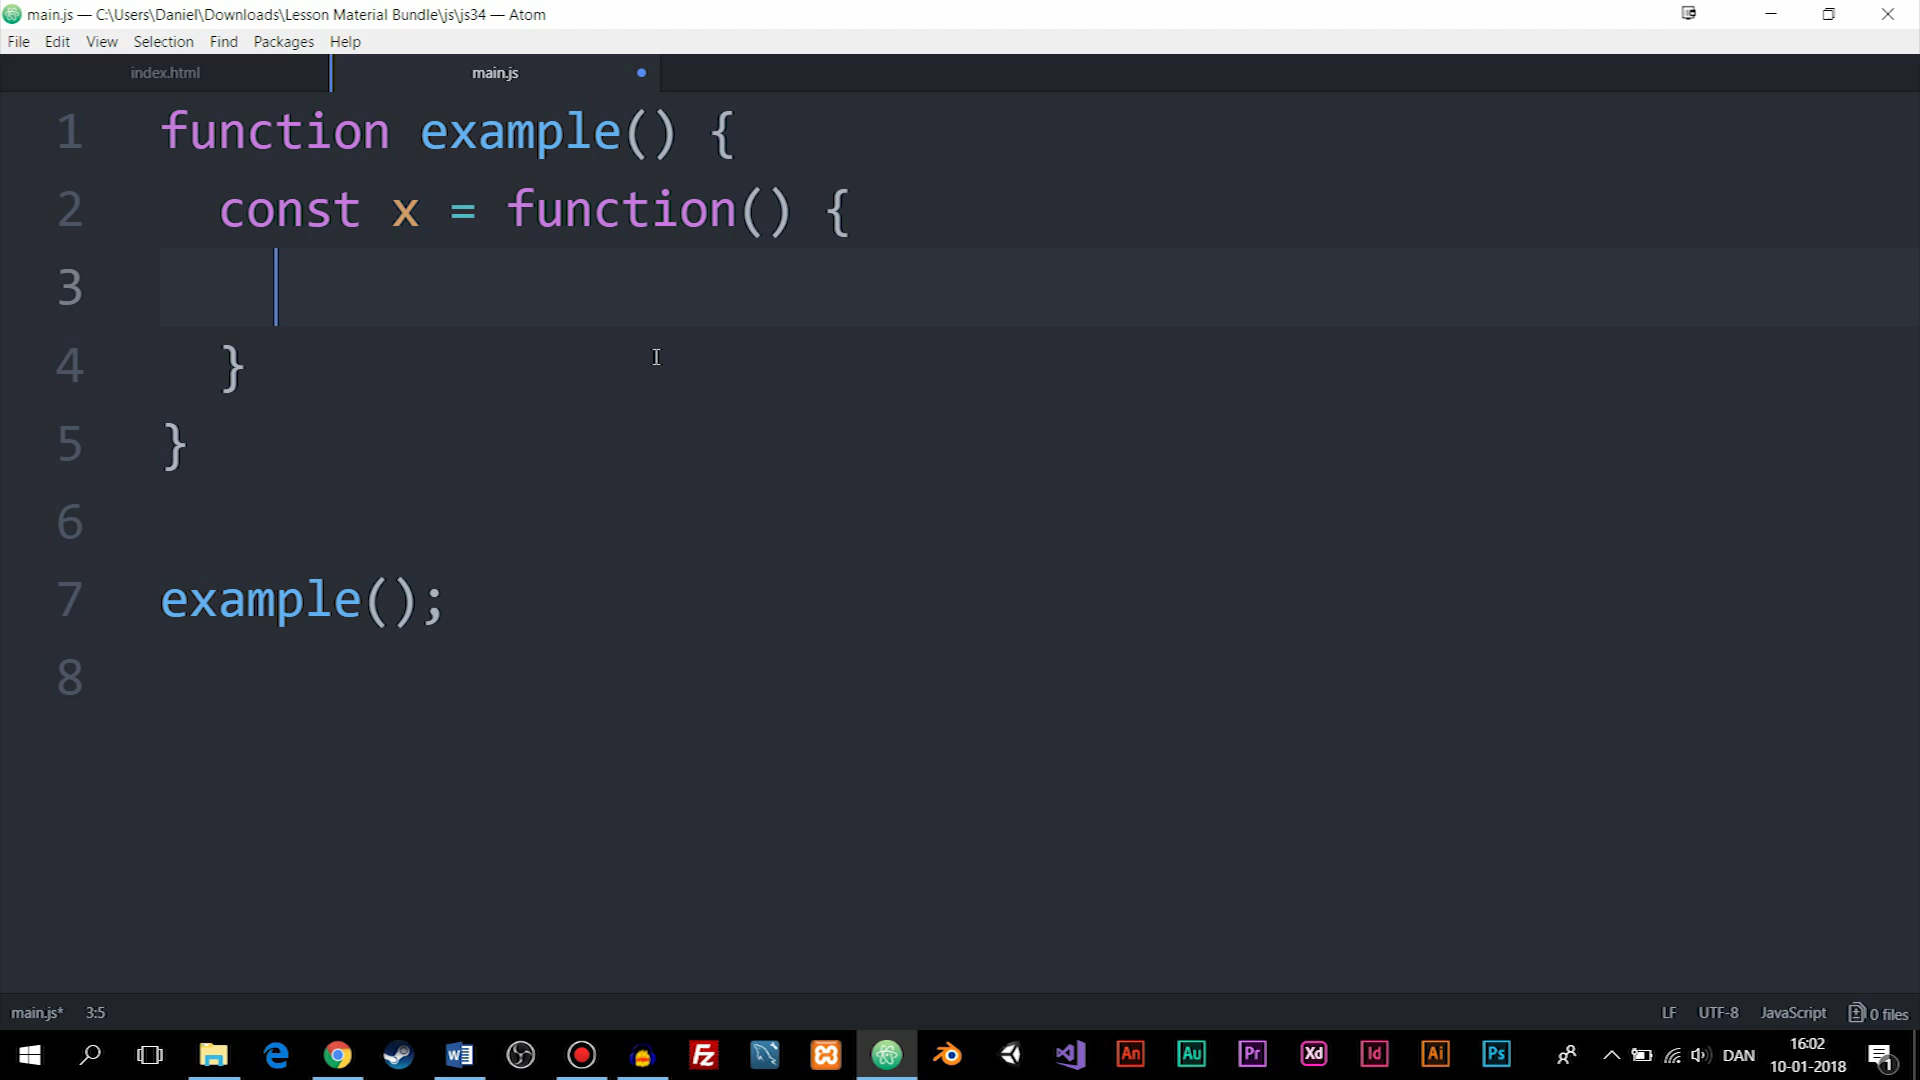 main.js — C:\Users\Daniel\Downloads\Lesson Material Bundle\js\js34 — Atom
File Edit View Selection Find Packages Help
index.html main.js
1 function example() {
2 const x = function() {
3
4 }
5 }
6
7 example();
8
main.js* 3:5 LF UTF-8 JavaScript 0 files
An Au Pr Xd Id Ai Ps DAN 16:02
10-01-2018 1